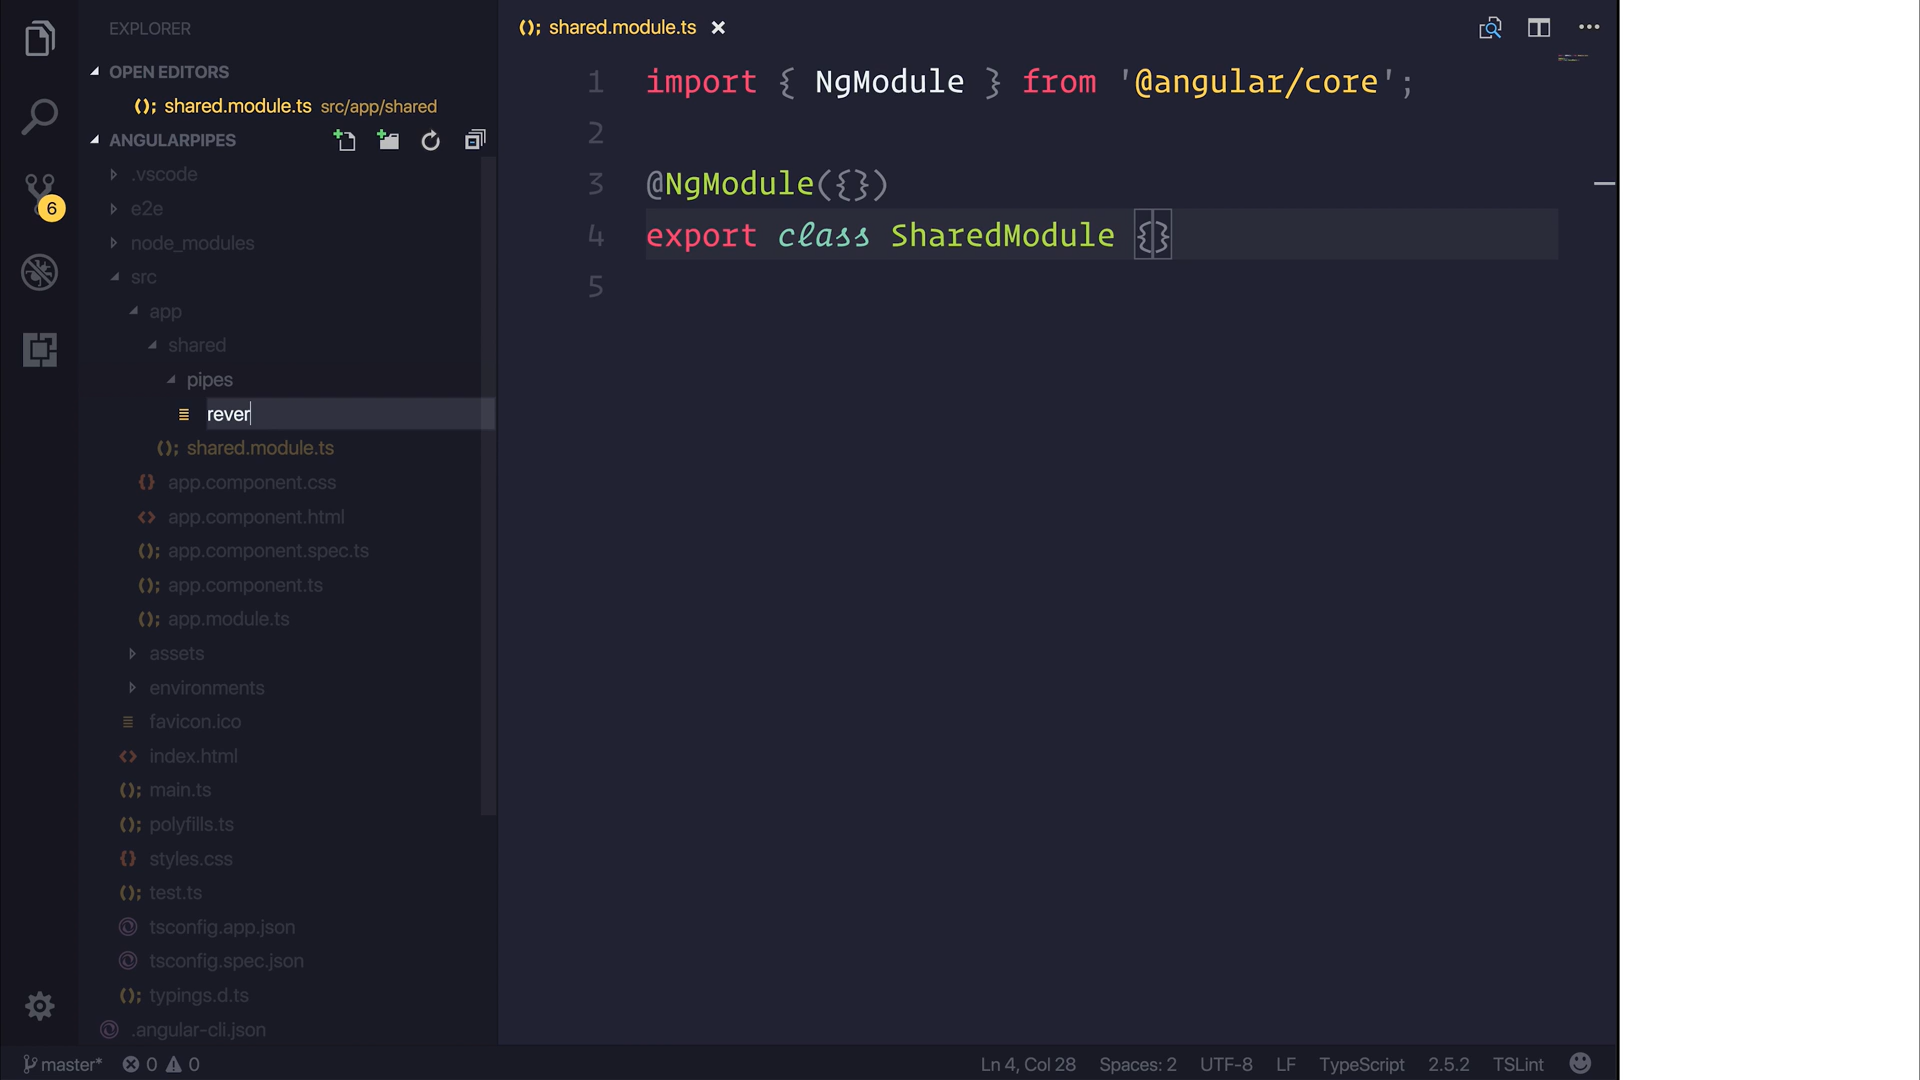 EXPLORER
OPEN EDITORS
(); shared.module.ts src/app/shared
ANGULARPIPES
.vscode
e2e
node_modules
src
app
shared
pipes
rever
(); shared.module.ts
{} app.component.css
<> app.component.html
(); app.component.spec.ts
(); app.component.ts
(); app.module.ts
assets
environments
favicon.ico
<> index.html
(); main.ts
(); polyfills.ts
{} styles.css
(); test.ts
tsconfig.app.json
tsconfig.spec.json
(); typings.d.ts
.angular-cli.json
6
(); shared.module.ts
1 import { NgModule } from '@angular/core';
2
3 @NgModule({})
4 export class SharedModule {}
5
master* 0 0 Ln 4, Col 28 Spaces: 2 UTF-8 LF TypeScript 2.5.2 TSLint